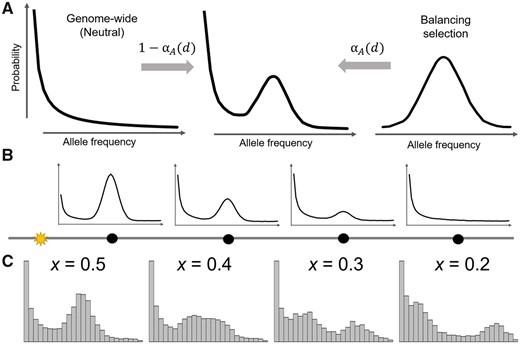 A
Genome-wide
(Neutral)
Balancing
selection
1 − α_A(d)
α_A(d)
Probability
Allele frequency
Allele frequency
Allele frequency
B
C
x = 0.5
x = 0.4
x = 0.3
x = 0.2